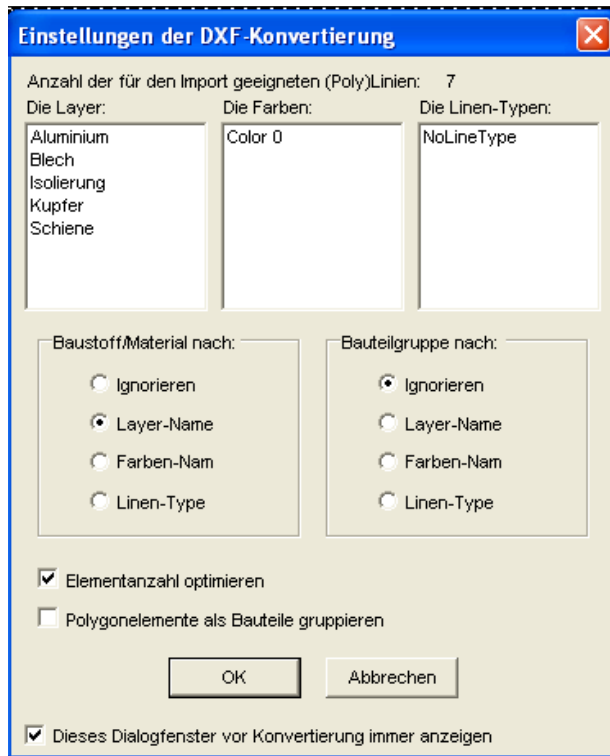 Einstellungen der DXF-Konvertierung
Anzahl der für den Import geeigneten (Poly)Linien: 7
Die Layer:
Aluminium
Blech
Isolierung
Kupfer
Schiene
Die Farben:
Color 0
Die Linen-Typen:
NoLineType
Baustoff/Material nach:
Ignorieren
Layer-Name
Farben-Nam
Linen-Type
Bauteilgruppe nach:
Ignorieren
Layer-Name
Farben-Nam
Linen-Type
Elementanzahl optimieren
Polygonelemente als Bauteile gruppieren
OK
Abbrechen
Dieses Dialogfenster vor Konvertierung immer anzeigen